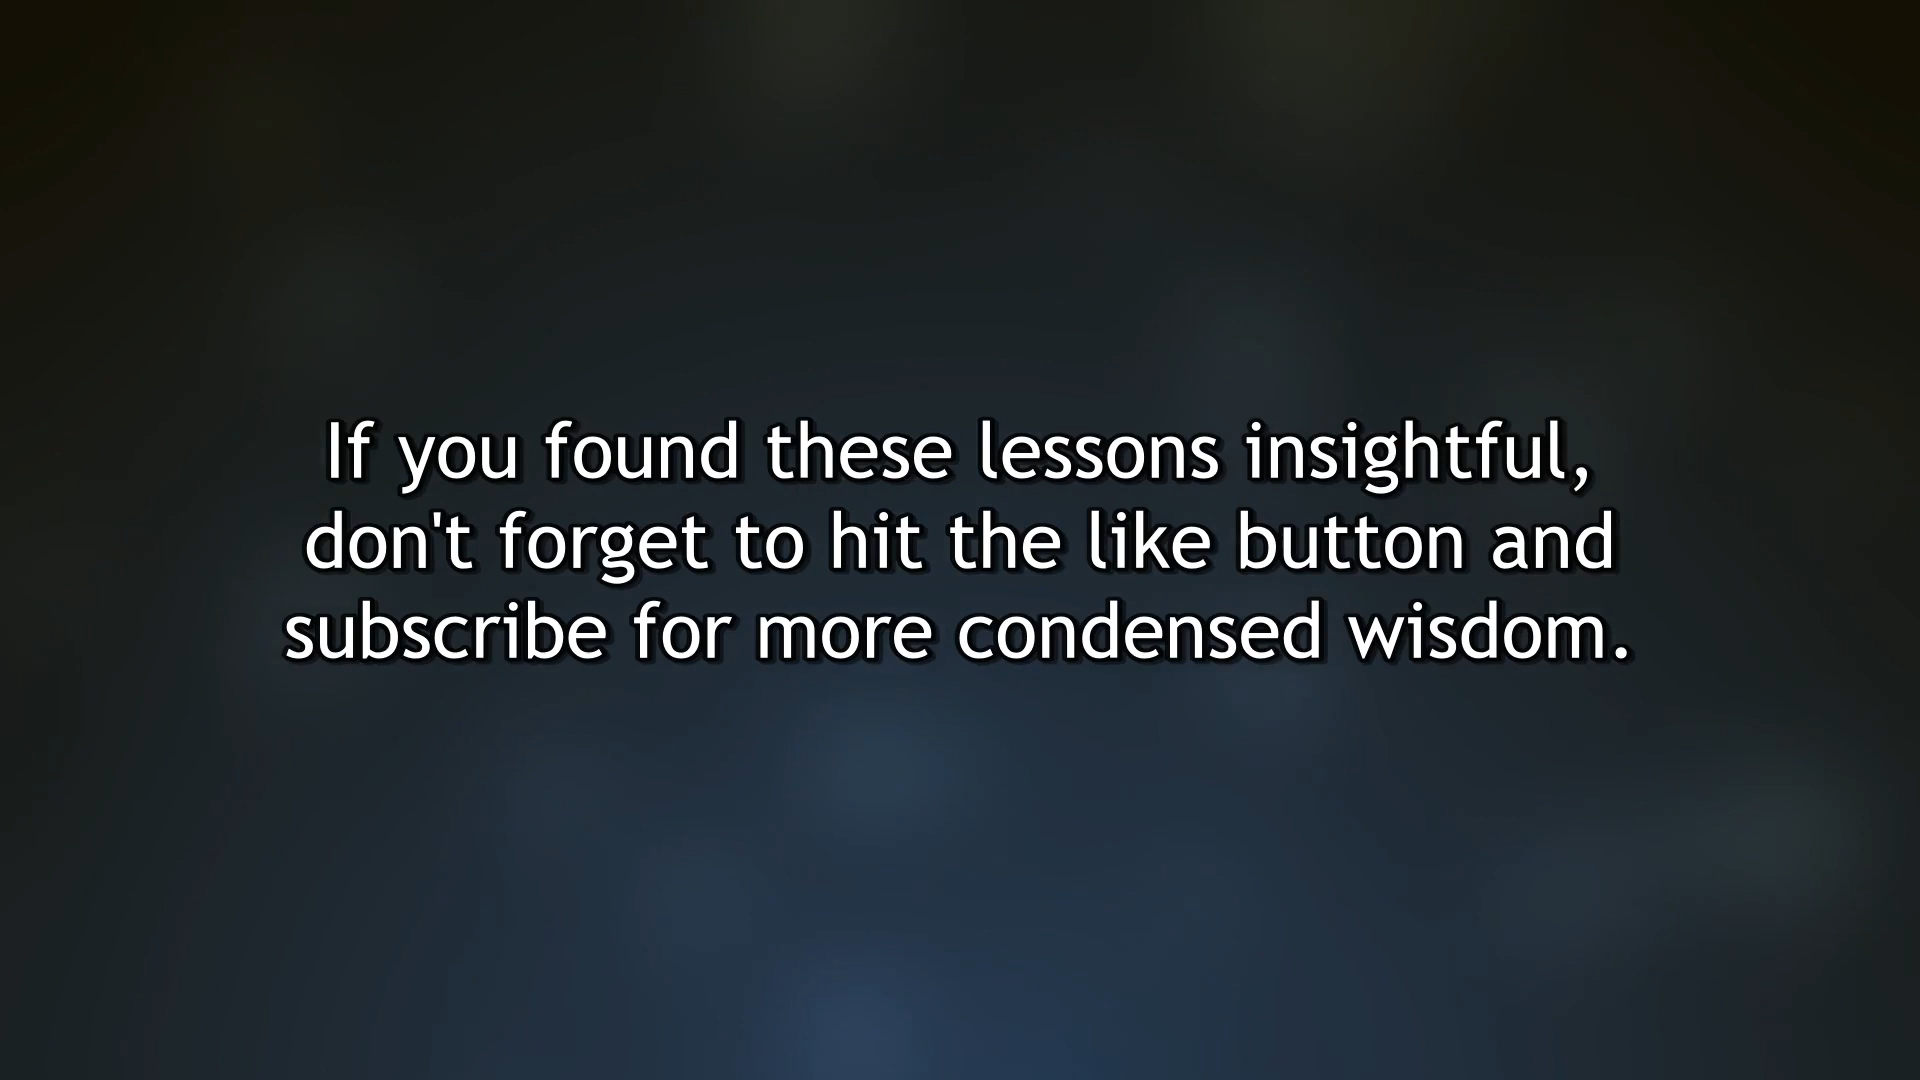 If you found these lessons insightful,
don't forget to hit the like button and
subscribe for more condensed wisdom.